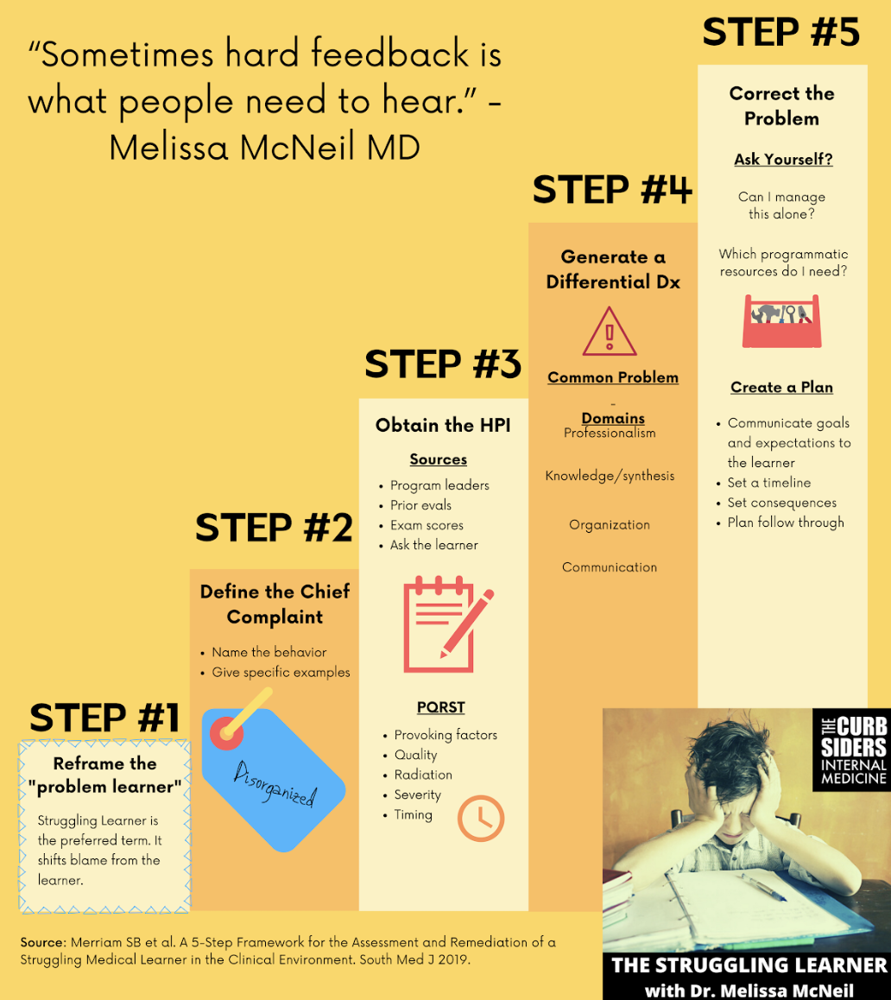 “Sometimes hard feedback is
what people need to hear.” -
Melissa McNeil MD
STEP #1
Reframe the
"problem learner"
Struggling Learner is
the preferred term. It
shifts blame from the
learner.
STEP #2
Define the Chief
Complaint
• Name the behavior
• Give specific examples
Disorganized
STEP #3
Obtain the HPI
Sources
• Program leaders
• Prior evals
• Exam scores
• Ask the learner
PQRST
• Provoking factors
• Quality
• Radiation
• Severity
• Timing
STEP #4
Generate a
Differential Dx
Common Problem
-
Domains
Professionalism
Knowledge/synthesis
Organization
Communication
STEP #5
Correct the
Problem
Ask Yourself?
Can I manage
this alone?
Which programmatic
resources do I need?
Create a Plan
• Communicate goals
and expectations to
the learner
• Set a timeline
• Set consequences
• Plan follow through
THE CURB
SIDERS
INTERNAL
MEDICINE
THE STRUGGLING LEARNER
with Dr. Melissa McNeil
Source: Merriam SB et al. A 5-Step Framework for the Assessment and Remediation of a
Struggling Medical Learner in the Clinical Environment. South Med J 2019.